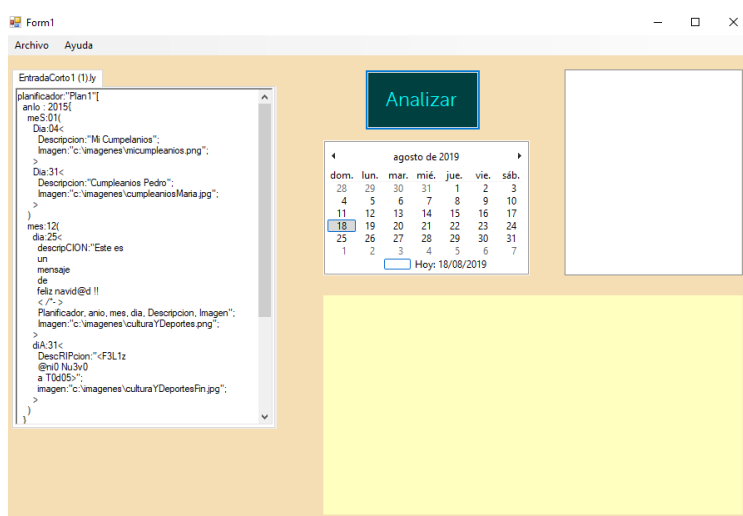 Form1
Archivo Ayuda
EntradaCorto1 (1).ly
planificador:"Plan1"[
anIo : 2015{
meS:01(
Dia:04<
Descripcion:"Mi Cumpelanios";
Imagen:"c:\imagenes\micumpleanios.png";
>
Dia:31<
Descripcion:"Cumpleanios Pedro";
Imagen:"c:\imagenes\cumpleaniosMaria.jpg";
>
)
mes:12(
dia:25<
descripCION:"Este es
un
mensaje
de
feliz navid@d !!
< /"- >
Planificador, anio, mes, dia, Descripcion, Imagen";
Imagen:"c:\imagenes\culturaYDeportes.png";
>
diA:31<
DescRIPcion:"<F3L1z
@ni0 Nu3v0
a T0d05>";
imagen:"c:\imagenes\culturaYDeportesFin.jpg";
>
)
}
Analizar
agosto de 2019
dom. lun. mar. mié. jue. vie. sáb.
28 29 30 31 1 2 3
4 5 6 7 8 9 10
11 12 13 14 15 16 17
18 19 20 21 22 23 24
25 26 27 28 29 30 31
1 2 3 4 5 6 7
Hoy: 18/08/2019